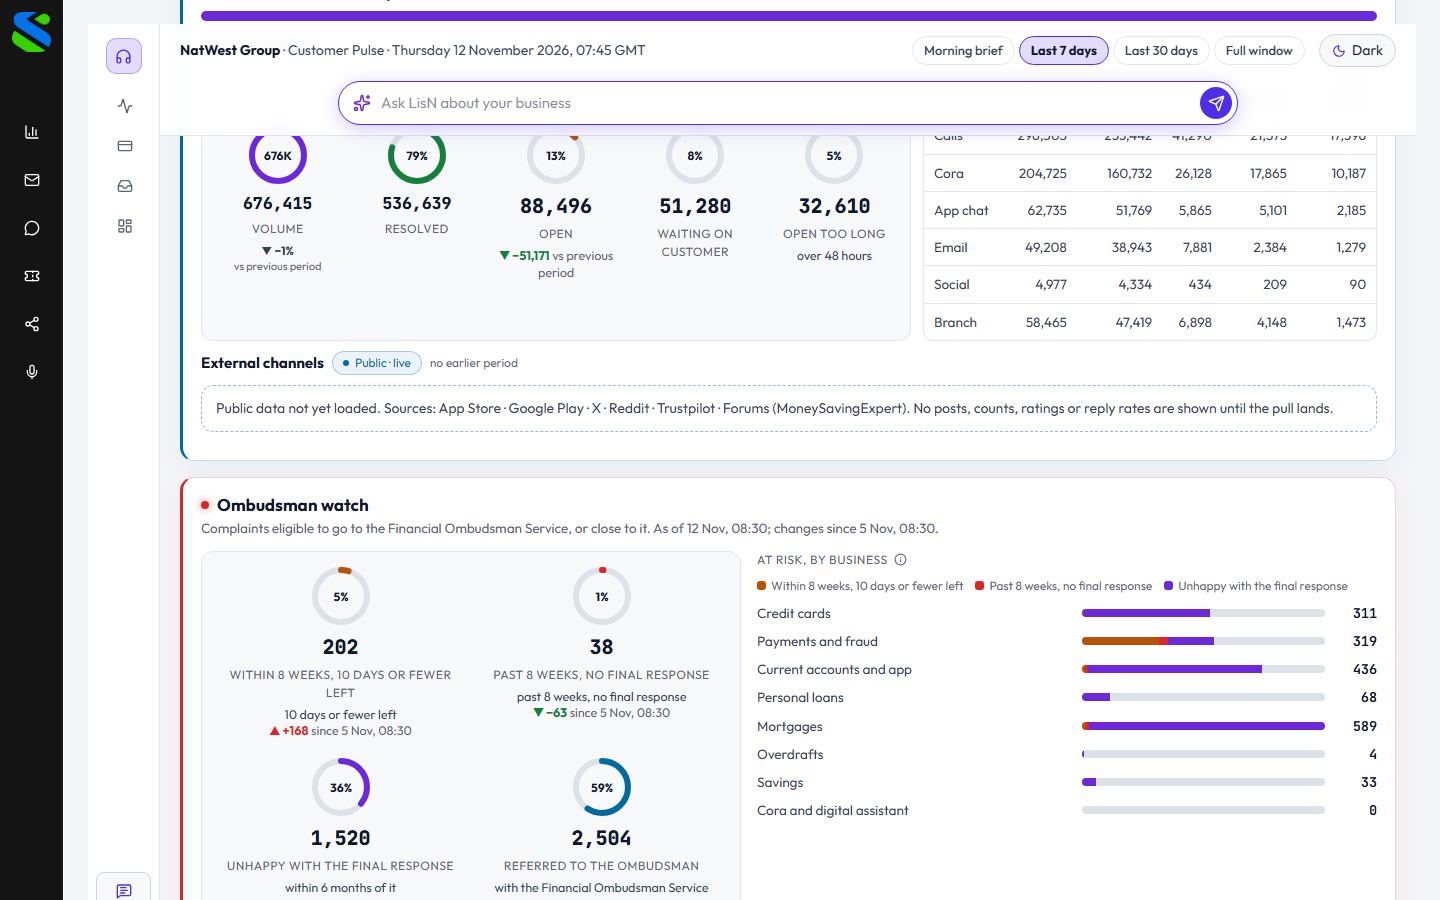 NatWest Group · Customer Pulse · Thursday 12 November 2026, 07:45 GMT
Morning brief
Last 7 days
Last 30 days
Full window
Dark
Ask LisN about your business
676K
676,415
VOLUME
▼ −1%
vs previous period
79%
536,639
RESOLVED
13%
88,496
OPEN
▼ −51,171 vs previous
period
8%
51,280
WAITING ON
CUSTOMER
5%
32,610
OPEN TOO LONG
over 48 hours
Cora 204,725 160,732 26,128 17,865 10,187
App chat 62,735 51,769 5,865 5,101 2,185
Email 49,208 38,943 7,881 2,384 1,279
Social 4,977 4,334 434 209 90
Branch 58,465 47,419 6,898 4,148 1,473
External channels Public · live no earlier period
Public data not yet loaded. Sources: App Store · Google Play · X · Reddit · Trustpilot · Forums (MoneySavingExpert). No posts, counts, ratings or reply rates are shown until the pull lands.
Ombudsman watch
Complaints eligible to go to the Financial Ombudsman Service, or close to it. As of 12 Nov, 08:30; changes since 5 Nov, 08:30.
5%
202
WITHIN 8 WEEKS, 10 DAYS OR FEWER
LEFT
10 days or fewer left
▲ +168 since 5 Nov, 08:30
1%
38
PAST 8 WEEKS, NO FINAL RESPONSE
past 8 weeks, no final response
▼ −63 since 5 Nov, 08:30
36%
1,520
UNHAPPY WITH THE FINAL RESPONSE
within 6 months of it
59%
2,504
REFERRED TO THE OMBUDSMAN
with the Financial Ombudsman Service
AT RISK, BY BUSINESS
Within 8 weeks, 10 days or fewer left Past 8 weeks, no final response Unhappy with the final response
Credit cards 311
Payments and fraud 319
Current accounts and app 436
Personal loans 68
Mortgages 589
Overdrafts 4
Savings 33
Cora and digital assistant 0